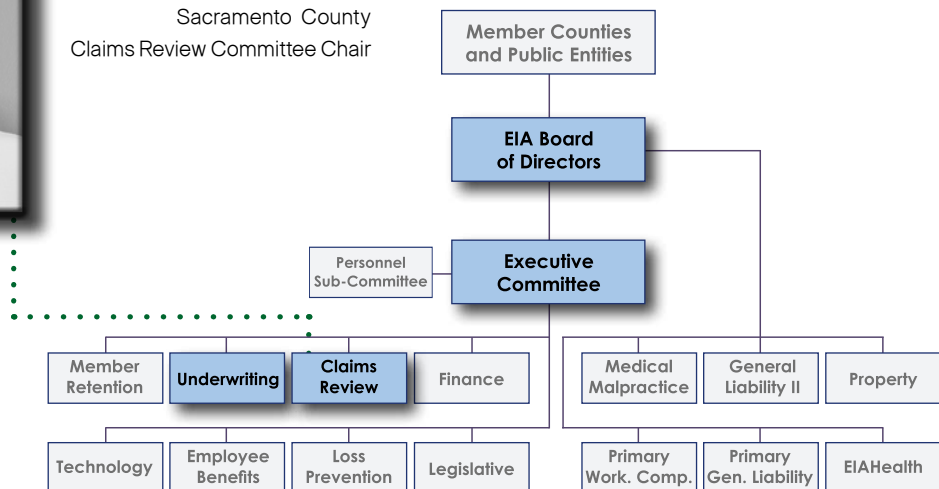 Sacramento County
Claims Review Committee Chair
Member Counties
and Public Entities
EIA Board
of Directors
Executive
Committee
Personnel
Sub-Committee
Member
Retention
Underwriting
Claims
Review
Finance
Medical
Malpractice
General
Liability II
Property
Technology
Employee
Benefits
Loss
Prevention
Legislative
Primary
Work. Comp.
Primary
Gen. Liability
EIAHealth